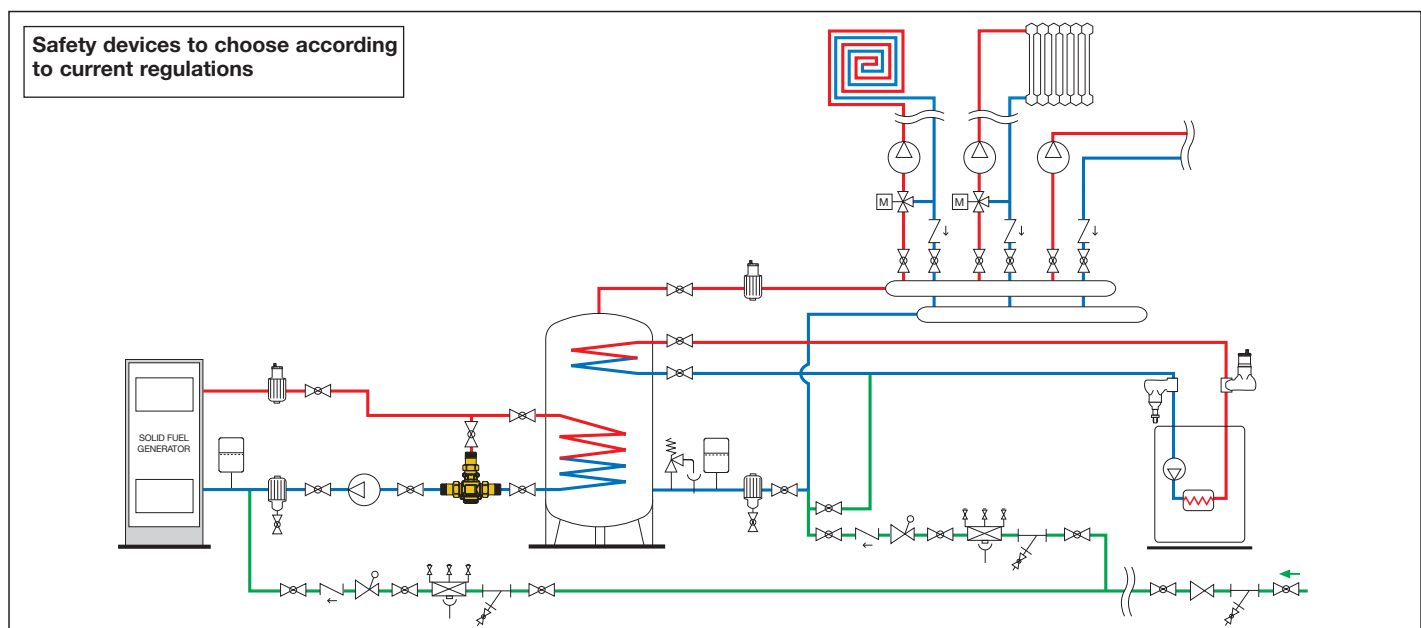 Safety devices to choose according
to current regulations
M
M
SOLID FUEL
GENERATOR